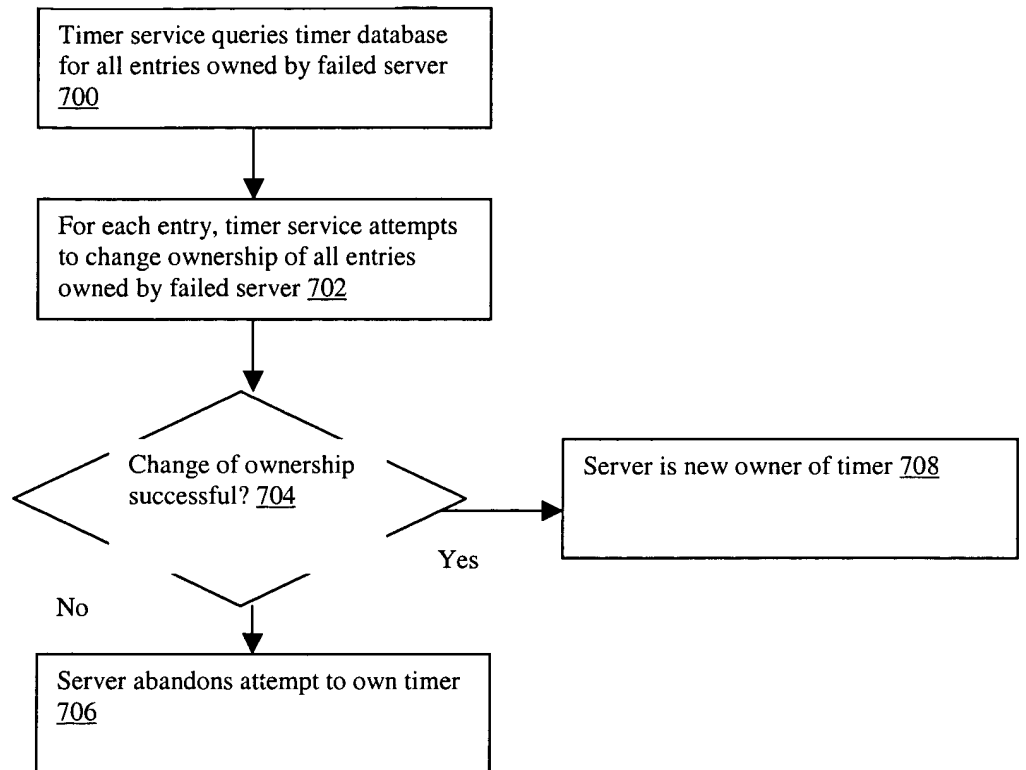 Timer service queries timer database
for all entries owned by failed server
700
For each entry, timer service attempts
to change ownership of all entries
owned by failed server 702
Change of ownership
successful? 704
Server is new owner of timer 708
Yes
No
Server abandons attempt to own timer
706